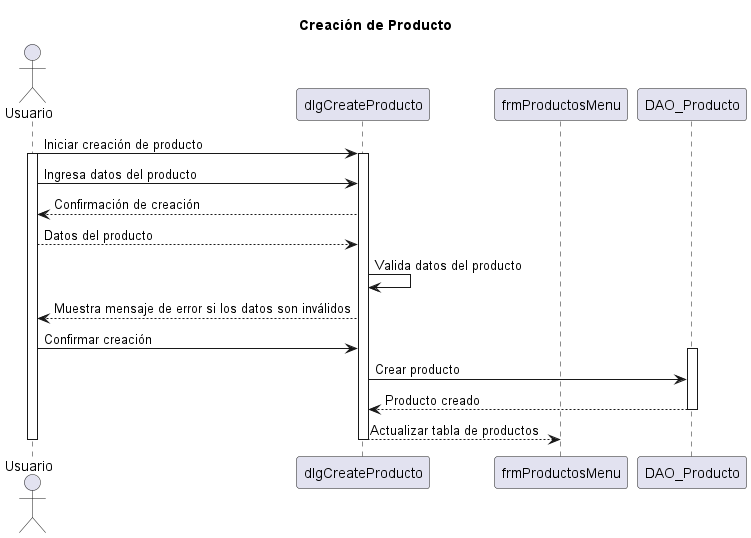 Creación de Producto
Usuario
dlgCreateProducto
frmProductosMenu
DAO_Producto
Iniciar creación de producto
Ingresa datos del producto
Confirmación de creación
Datos del producto
Valida datos del producto
Muestra mensaje de error si los datos son inválidos
Confirmar creación
Crear producto
Producto creado
Actualizar tabla de productos
Usuario
dlgCreateProducto
frmProductosMenu
DAO_Producto